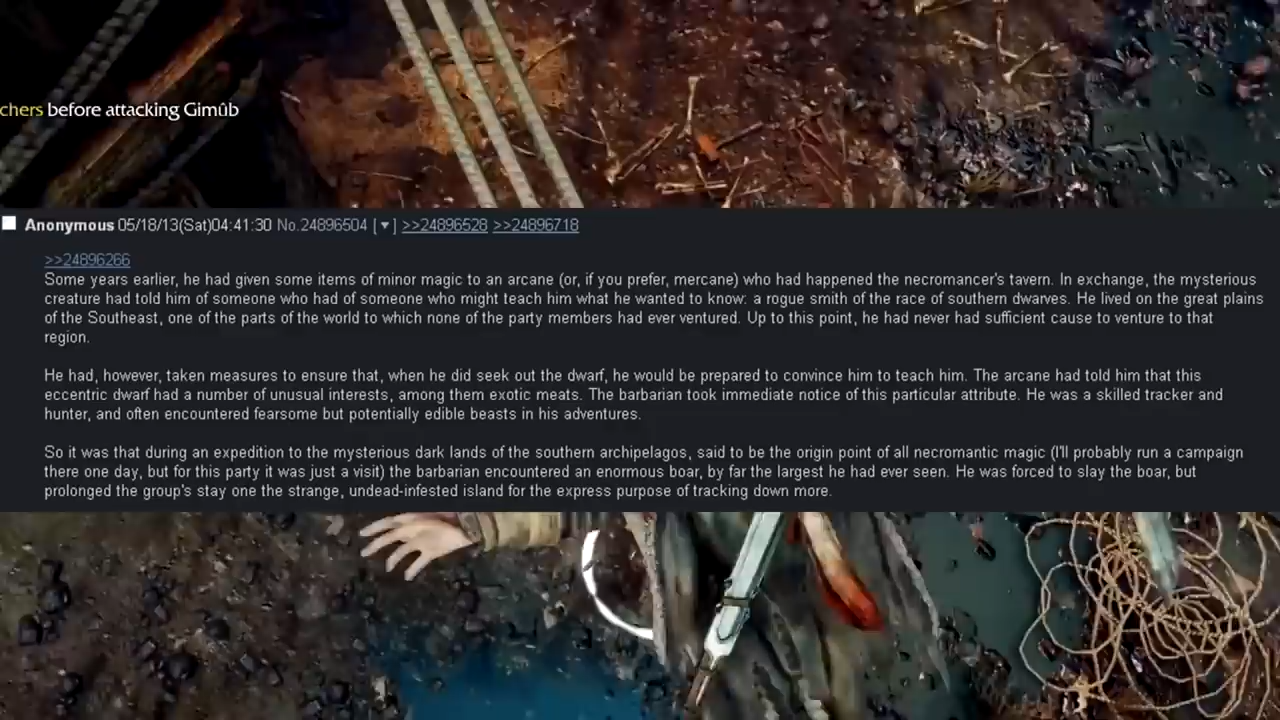 chers before attacking Gimûb
Anonymous 05/18/13(Sat)04:41:30 No.24896504 [▼] >>24896528 >>24896718
>>24896266
Some years earlier, he had given some items of minor magic to an arcane (or, if you prefer, mercane) who had happened the necromancer's tavern. In exchange, the mysterious
creature had told him of someone who had of someone who might teach him what he wanted to know: a rogue smith of the race of southern dwarves. He lived on the great plains
of the Southeast, one of the parts of the world to which none of the party members had ever ventured. Up to this point, he had never had sufficient cause to venture to that
region.
He had, however, taken measures to ensure that, when he did seek out the dwarf, he would be prepared to convince him to teach him. The arcane had told him that this
eccentric dwarf had a number of unusual interests, among them exotic meats. The barbarian took immediate notice of this particular attribute. He was a skilled tracker and
hunter, and often encountered fearsome but potentially edible beasts in his adventures.
So it was that during an expedition to the mysterious dark lands of the southern archipelagos, said to be the origin point of all necromantic magic (I'll probably run a campaign
there one day, but for this party it was just a visit) the barbarian encountered an enormous boar, by far the largest he had ever seen. He was forced to slay the boar, but
prolonged the group's stay one the strange, undead-infested island for the express purpose of tracking down more.